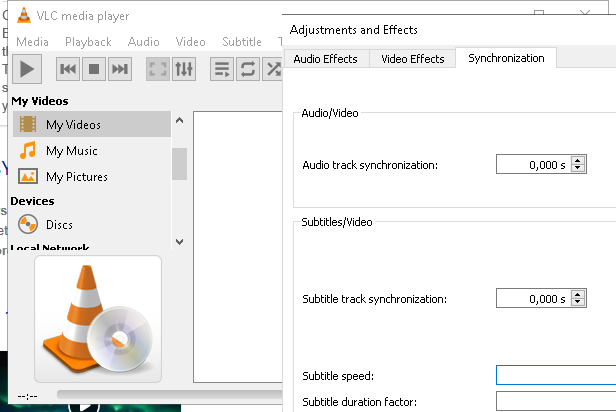 VLC media player
Media Playback Audio Video Subtitle
My Videos
My Videos
My Music
My Pictures
Devices
Discs
Local Network
--:--
Adjustments and Effects
Audio Effects Video Effects Synchronization
Audio/Video
Audio track synchronization: 0,000 s
Subtitles/Video
Subtitle track synchronization: 0,000 s
Subtitle speed:
Subtitle duration factor: